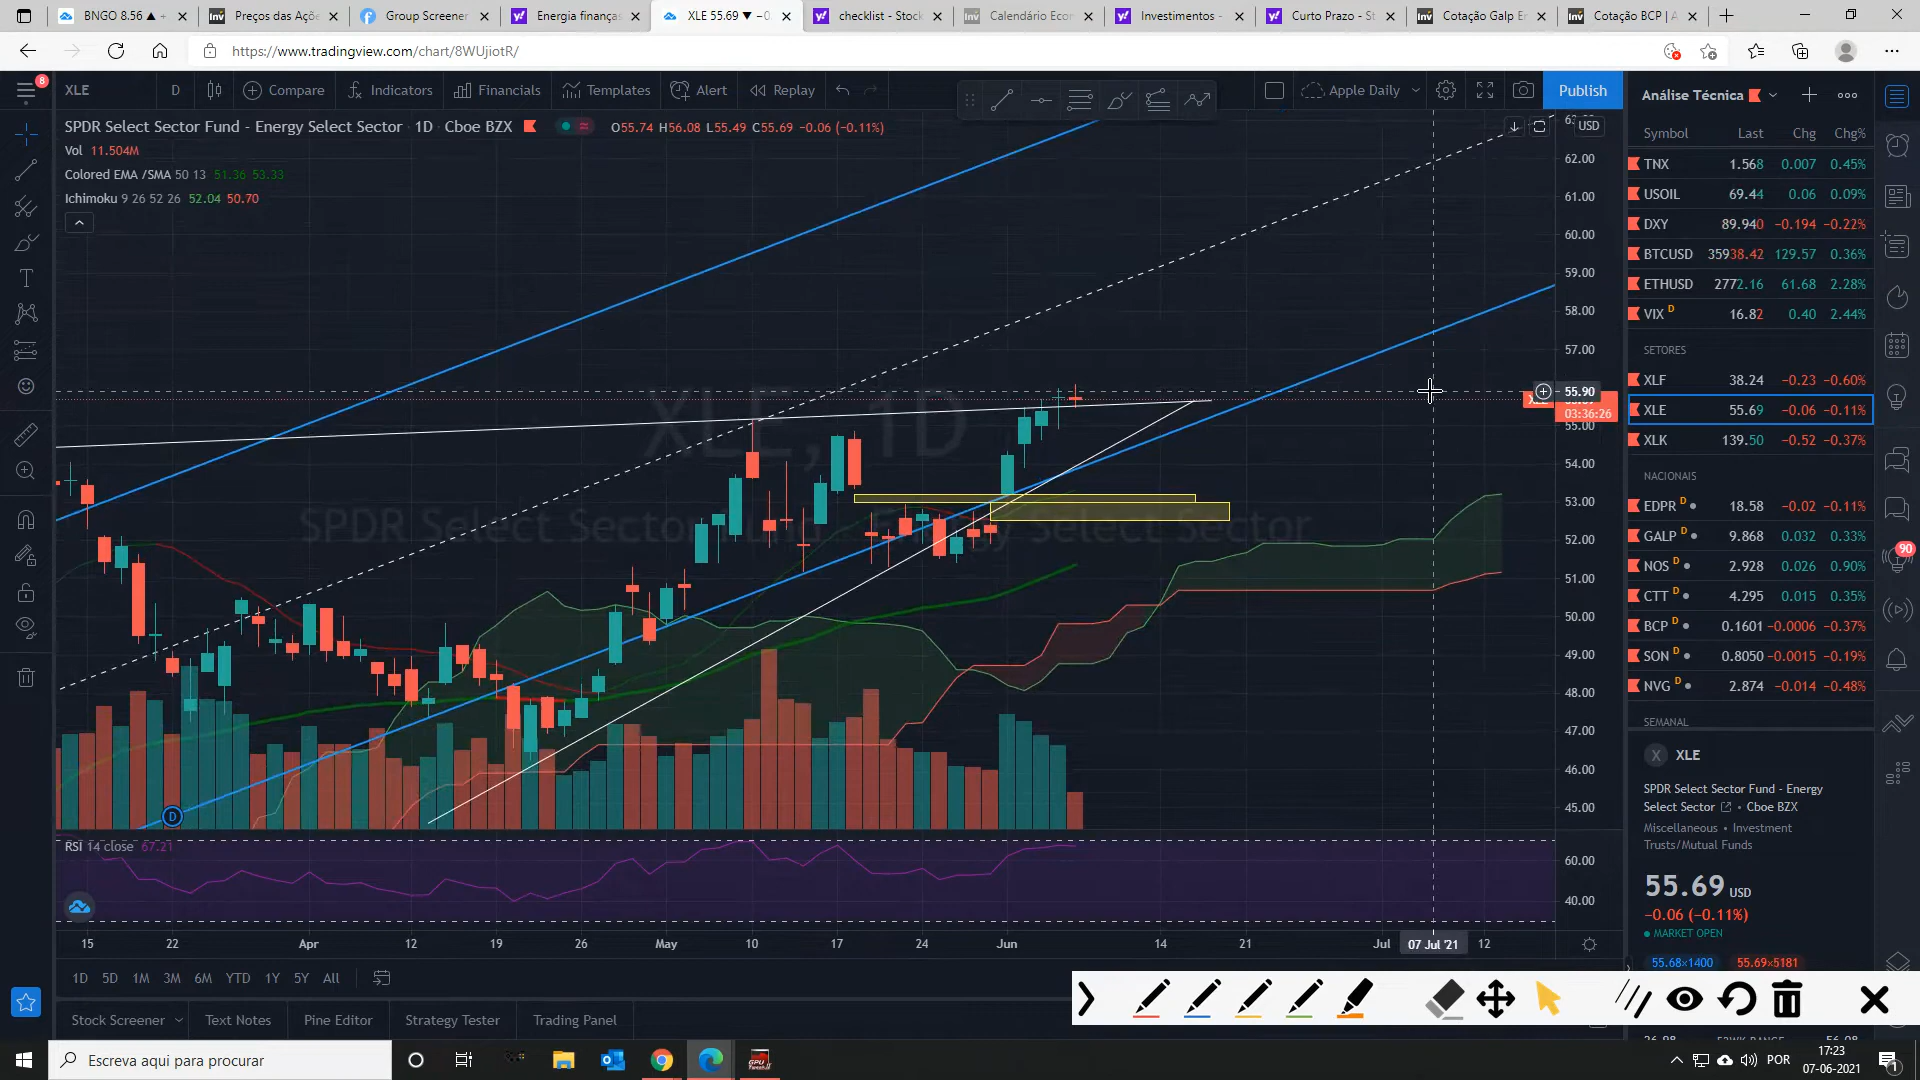 BNGO 8.56 ▲ +
Preços das Açõe
Group Screener
Energia finanças
XLE 55.69 ▼ −0
checklist - Stock
Calendário Econ
Investimentos -
Curto Prazo - St
Cotação Galp En
Cotação BCP | A
https://www.tradingview.com/chart/8WUjiotR/
8
XLE
D
Compare
Indicators
Financials
Templates
Alert
Replay
Apple Daily
Publish
Análise Técnica
SPDR Select Sector Fund - Energy Select Sector · 1D · Cboe BZX
O55.74 H56.08 L55.49 C55.69 −0.06 (−0.11%)
Vol 11.504M
Colored EMA /SMA 50 13 51.36 53.33
Ichimoku 9 26 52 26 52.04 50.70
USD
XLE, 1D
SPDR Select Sector Fund - Energy Select Sector
62.00
61.00
60.00
59.00
58.00
57.00
55.90
03:36:26
55.00
54.00
53.00
52.00
51.00
50.00
49.00
48.00
47.00
46.00
45.00
D
RSI 14 close 67.21
60.00
40.00
15 22 Apr 12 19 26 May 10 17 24 Jun 14 21 Jul 07 Jul '21 12
1D 5D 1M 3M 6M YTD 1Y 5Y All
Stock Screener
Text Notes
Pine Editor
Strategy Tester
Trading Panel
Symbol Last Chg Chg%
TNX 1.568 0.007 0.45%
USOIL 69.44 0.06 0.09%
DXY 89.940 −0.194 −0.22%
BTCUSD 35938.42 129.57 0.36%
ETHUSD 2772.16 61.68 2.28%
VIX D 16.82 0.40 2.44%
SETORES
XLF 38.24 −0.23 −0.60%
XLE 55.69 −0.06 −0.11%
XLK 139.50 −0.52 −0.37%
NACIONAIS
EDPR D 18.58 −0.02 −0.11%
GALP D 9.868 0.032 0.33%
NOS D 2.928 0.026 0.90%
CTT D 4.295 0.015 0.35%
BCP D 0.1601 −0.0006 −0.37%
SON D 0.8050 −0.0015 −0.19%
NVG D 2.874 −0.014 −0.48%
SEMANAL
90
X XLE
SPDR Select Sector Fund - Energy
Select Sector • Cboe BZX
Miscellaneous • Investment
Trusts/Mutual Funds
55.69 USD
−0.06 (−0.11%)
MARKET OPEN
55.68×1400 55.69×5181
Escreva aqui para procurar
POR
17:23
07-06-2021
1